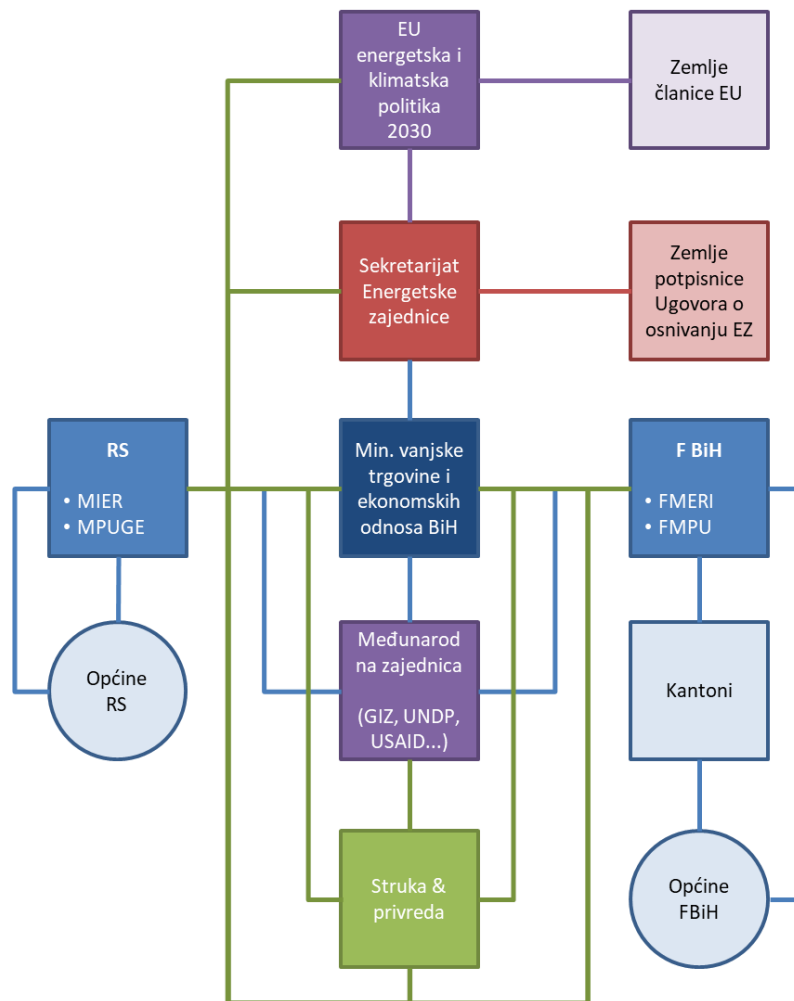 EU
energetska i
klimatska
politika
2030
Zemlje
članice EU
Sekretarijat
Energetske
zajednice
Zemlje
potpisnice
Ugovora o
osnivanju EZ
RS
• MIER
• MPUGE
Min. vanjske
trgovine i
ekonomskih
odnosa BiH
F BiH
• FMERI
• FMPU
Općine
RS
Međunarod
na zajednica
(GIZ, UNDP,
USAID...)
Kantoni
Struka &
privreda
Općine
FBiH